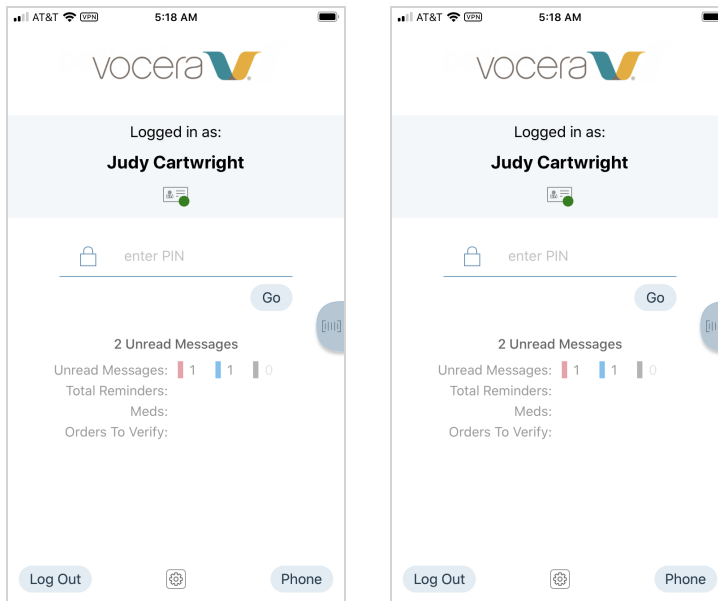 AT&T VPN 5:18 AM
vocera
Logged in as:
Judy Cartwright
enter PIN
Go
2 Unread Messages
Unread Messages: 1 1 0
Total Reminders:
Meds:
Orders To Verify:
Log Out Phone
AT&T VPN 5:18 AM
vocera
Logged in as:
Judy Cartwright
enter PIN
Go
2 Unread Messages
Unread Messages: 1 1 0
Total Reminders:
Meds:
Orders To Verify:
Log Out Phone